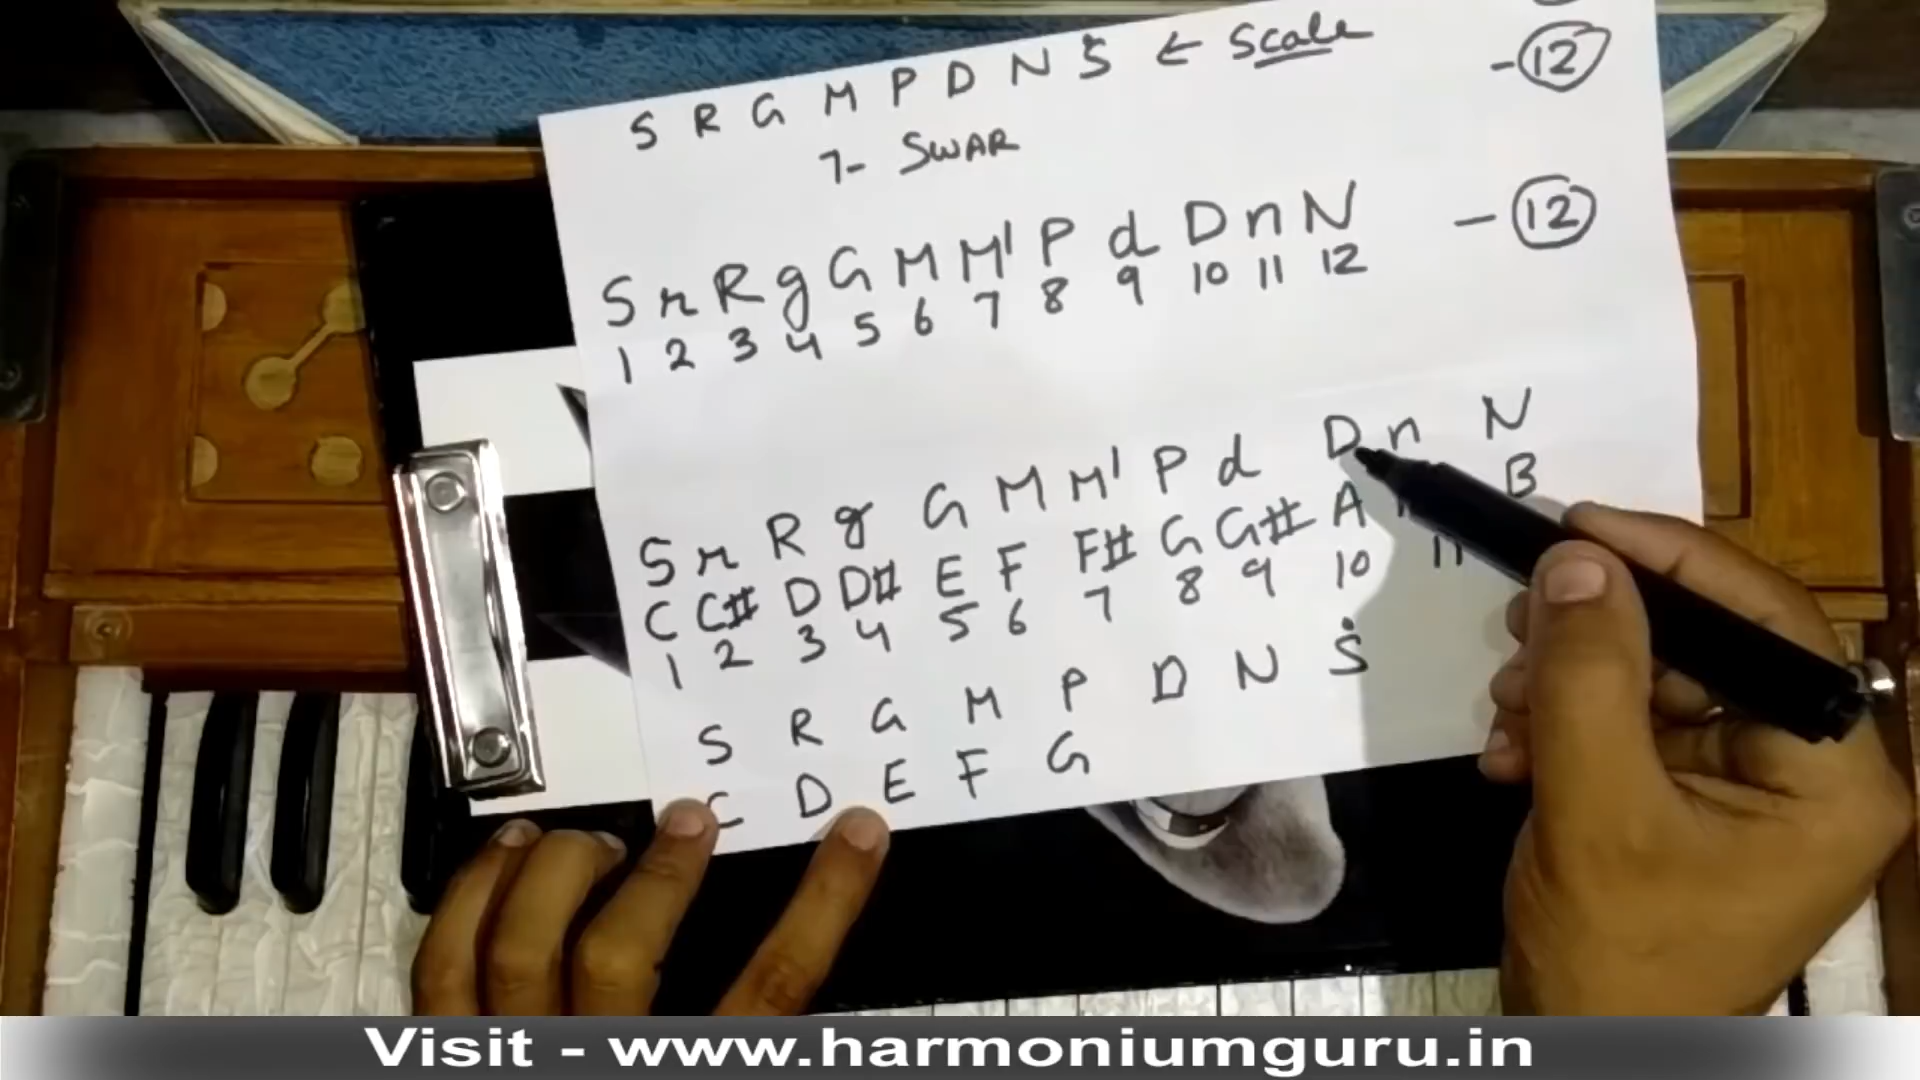 S R G M P D N Ṡ ← Scale
7- SWAR
- 12
S r R g G M M' P d D n N - 12
1 2 3 4 5 6 7 8 9 10 11 12
S r R g G M M' P d D n N
C C# D D# E F F# G G# A B
1 2 3 4 5 6 7 8 9 10 11
S R G M P D N Ṡ
C D E F G
Visit - www.harmoniumguru.in